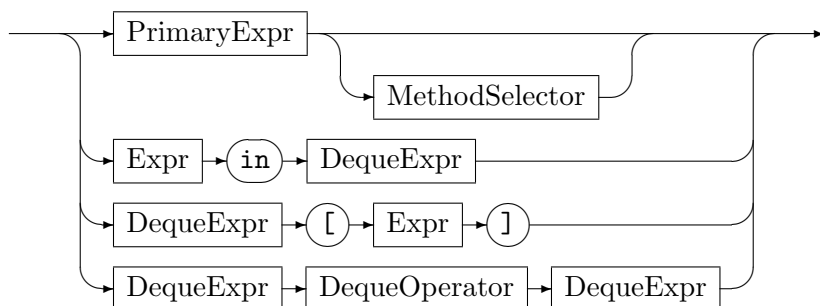 PrimaryExpr
MethodSelector
Expr in DequeExpr
DequeExpr [ Expr ]
DequeExpr DequeOperator DequeExpr